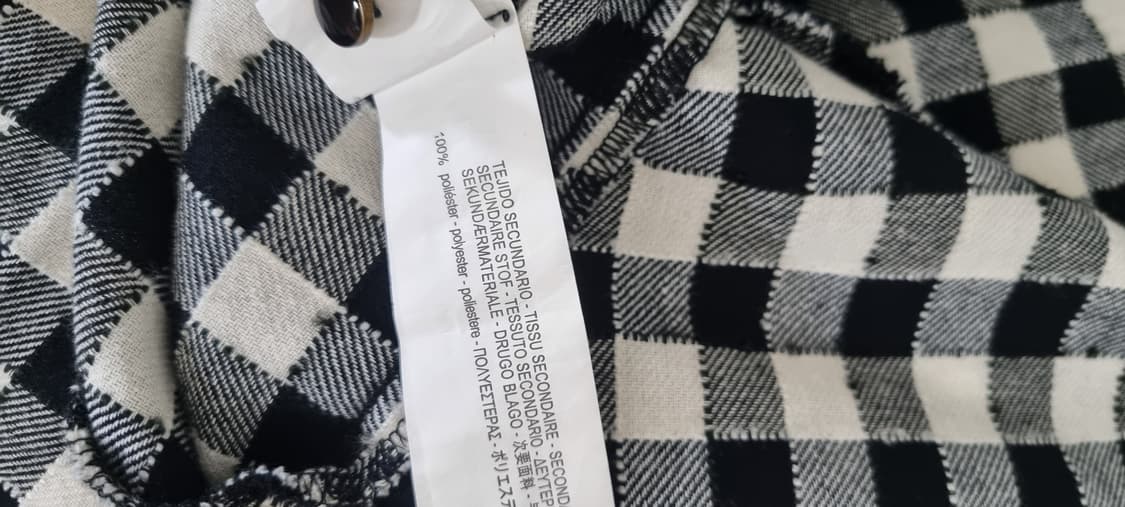 TEJIDO SECUNDARIO - TISSU SECONDAIRE - SECOND
SECUNDAIRE STOF - TESSUTO SECONDARIO - ΔΕΥΤΕΡ
SEKUNDÆRMATERIALE - DRUGO BLAGO - 次要面料 -
100% poliéster - polyester - poliestere - ΠΟΛΥΕΣΤΕΡΑΣ - ポリエステ